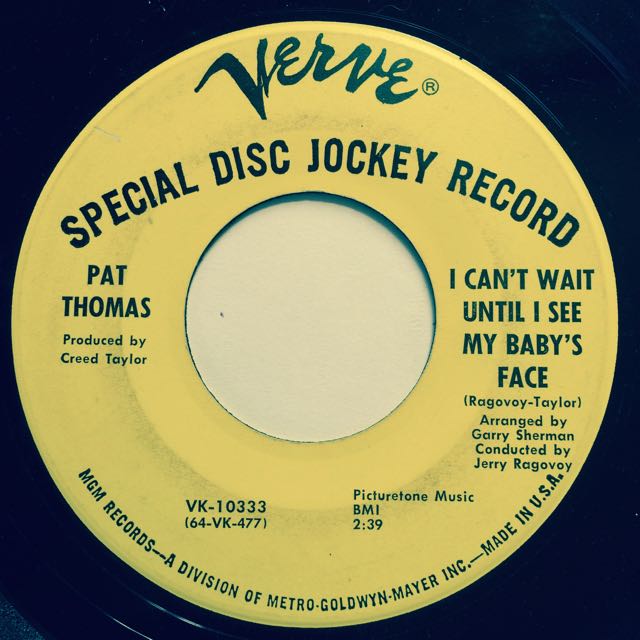 VERVE®
SPECIAL DISC JOCKEY RECORD
PAT
THOMAS
Produced by
Creed Taylor
I CAN'T WAIT
UNTIL I SEE
MY BABY'S
FACE
(Ragovoy-Taylor)
Arranged by
Garry Sherman
Conducted by
Jerry Ragovoy
VK-10333
(64-VK-477)
Picturetone Music
BMI
2:39
MGM RECORDS—A DIVISION OF METRO-GOLDWYN-MAYER INC.—MADE IN U.S.A.